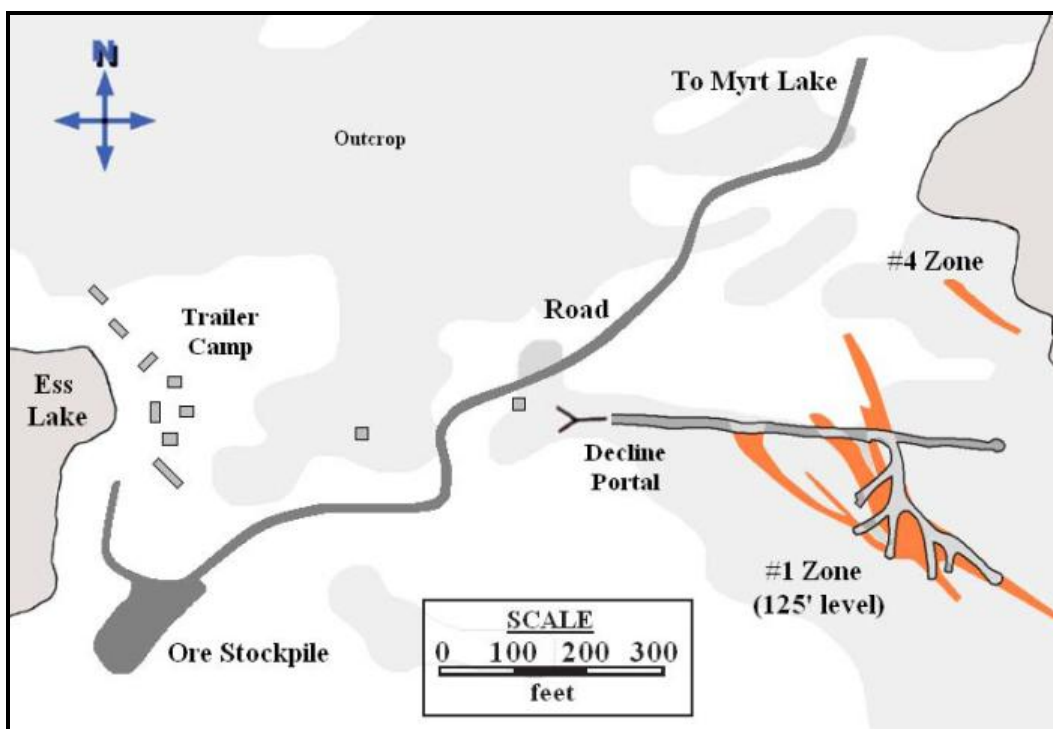 N
To Myrt Lake
Outcrop
#4 Zone
Road
Trailer
Camp
Ess
Lake
Decline
Portal
#1 Zone
(125' level)
Ore Stockpile
SCALE
0 100 200 300
feet